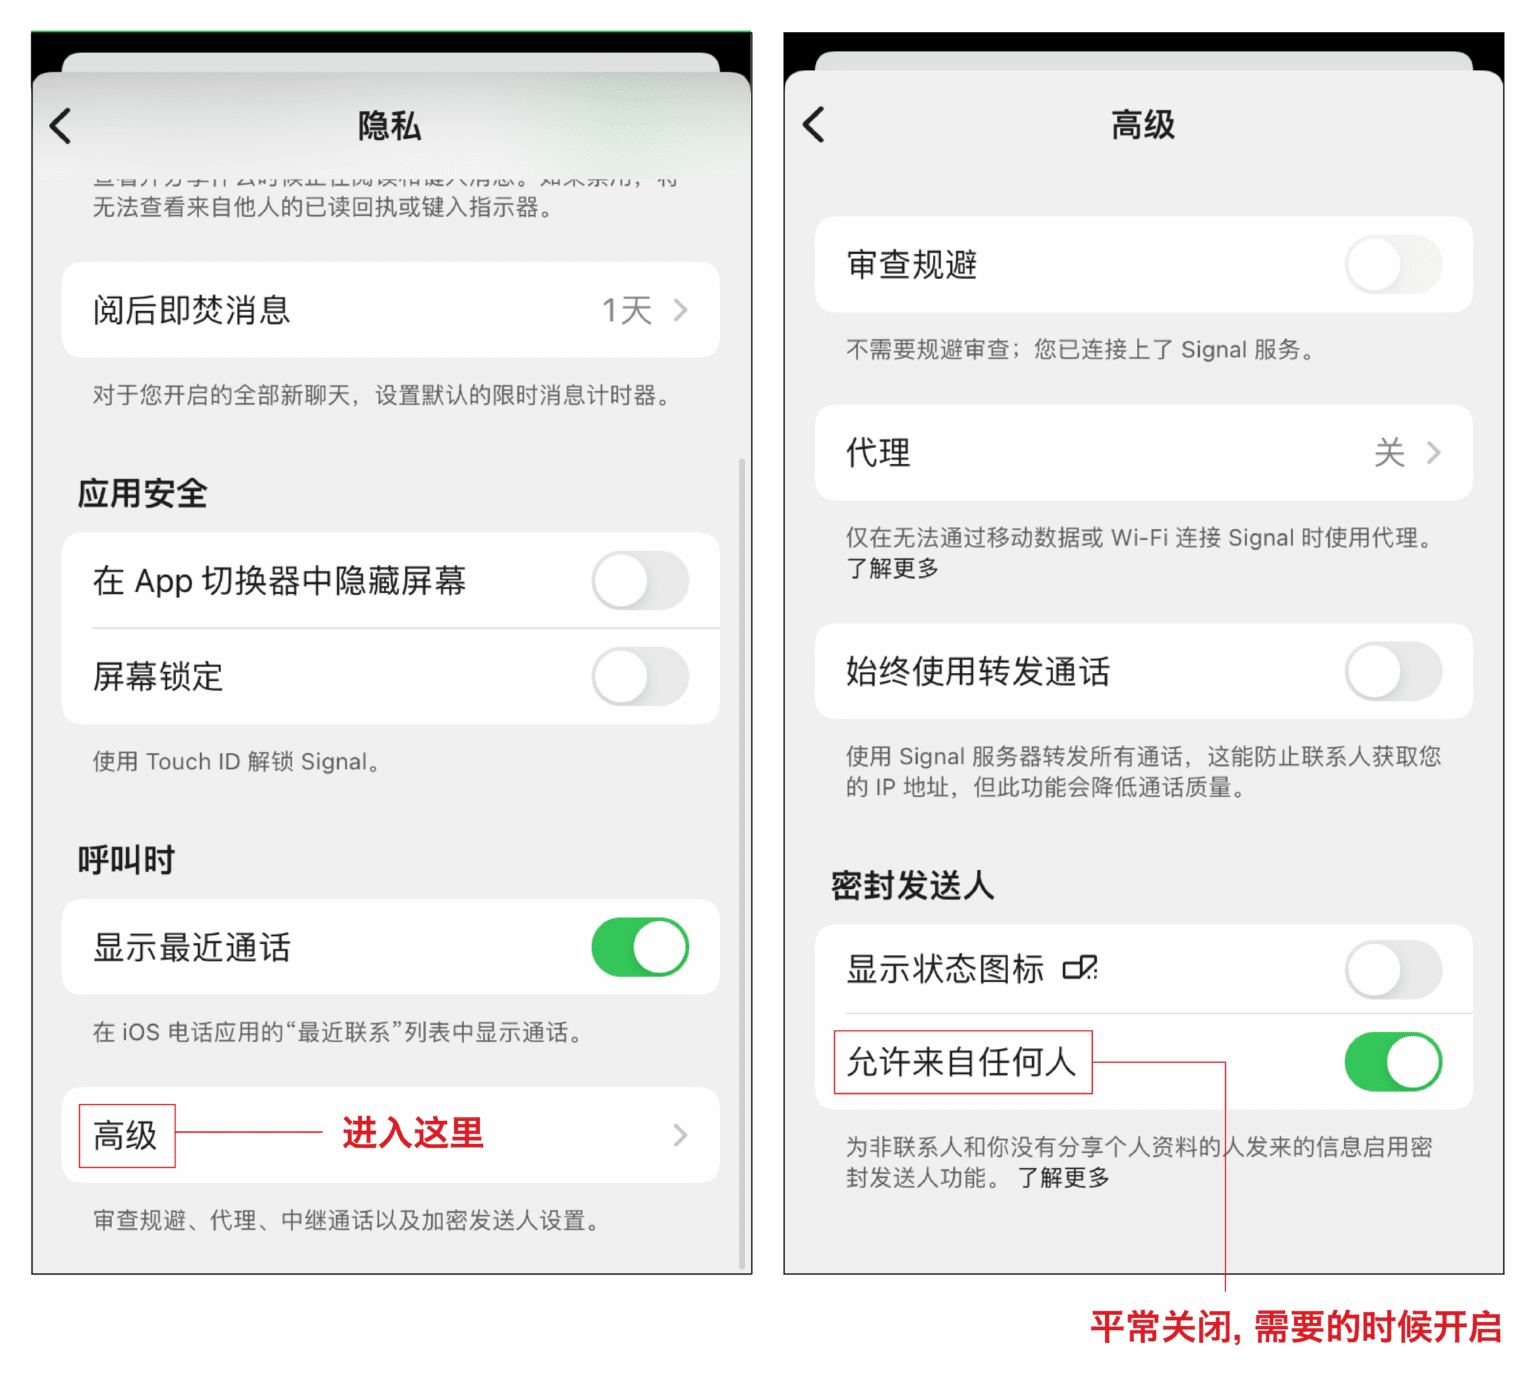 隐私
无法查看来自他人的已读回执或键入指示器。
阅后即焚消息
1天
对于您开启的全部新聊天，设置默认的限时消息计时器。
应用安全
在 App 切换器中隐藏屏幕
屏幕锁定
使用 Touch ID 解锁 Signal。
呼叫时
显示最近通话
在 iOS 电话应用的“最近联系”列表中显示通话。
高级
进入这里
审查规避、代理、中继通话以及加密发送人设置。
高级
审查规避
不需要规避审查；您已连接上了 Signal 服务。
代理
关
仅在无法通过移动数据或 Wi-Fi 连接 Signal 时使用代理。
了解更多
始终使用转发通话
使用 Signal 服务器转发所有通话，这能防止联系人获取您
的 IP 地址，但此功能会降低通话质量。
密封发送人
显示状态图标
允许来自任何人
为非联系人和你没有分享个人资料的人发来的信息启用密
封发送人功能。 了解更多
平常关闭, 需要的时候开启